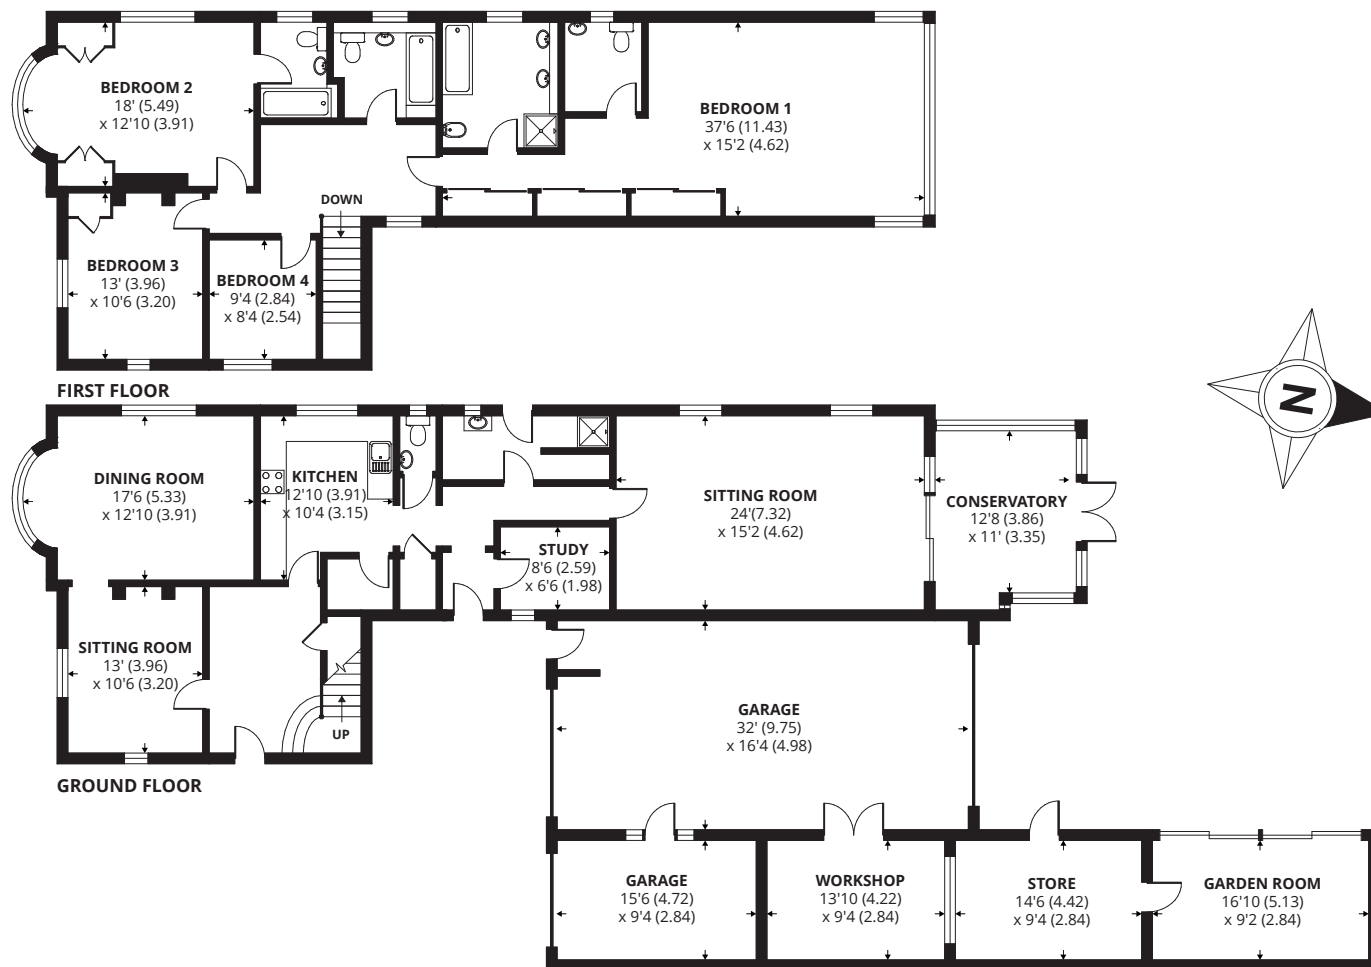 BEDROOM 2
18' (5.49)
x 12'10 (3.91)
BEDROOM 1
37'6 (11.43)
x 15'2 (4.62)
DOWN
BEDROOM 3
13' (3.96)
x 10'6 (3.20)
BEDROOM 4
9'4 (2.84)
x 8'4 (2.54)
FIRST FLOOR
N
DINING ROOM
17'6 (5.33)
x 12'10 (3.91)
KITCHEN
12'10 (3.91)
x 10'4 (3.15)
SITTING ROOM
24'(7.32)
x 15'2 (4.62)
CONSERVATORY
12'8 (3.86)
x 11' (3.35)
STUDY
8'6 (2.59)
x 6'6 (1.98)
SITTING ROOM
13' (3.96)
x 10'6 (3.20)
UP
GARAGE
32' (9.75)
x 16'4 (4.98)
GROUND FLOOR
GARAGE
15'6 (4.72)
x 9'4 (2.84)
WORKSHOP
13'10 (4.22)
x 9'4 (2.84)
STORE
14'6 (4.42)
x 9'4 (2.84)
GARDEN ROOM
16'10 (5.13)
x 9'2 (2.84)